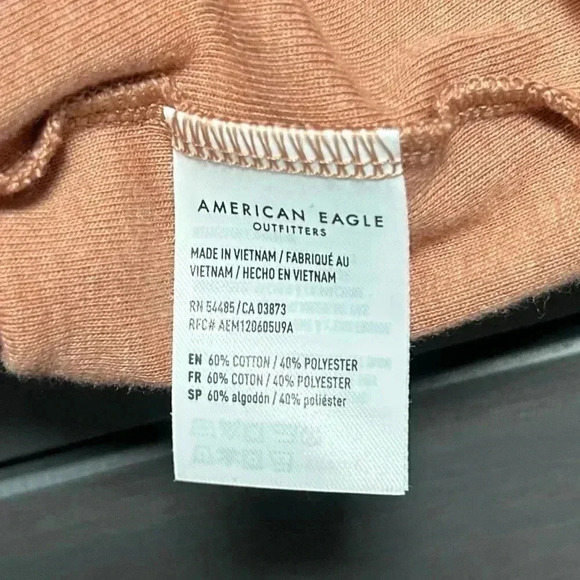 AMERICAN EAGLE
OUTFITTERS
MADE IN VIETNAM / FABRIQUÉ AU
VIETNAM / HECHO EN VIETNAM
RN 54485/CA 03873
RFC# AEM120605U9A
EN 60% COTTON / 40% POLYESTER
FR 60% COTON / 40% POLYESTER
SP 60% algodón / 40% poliéster